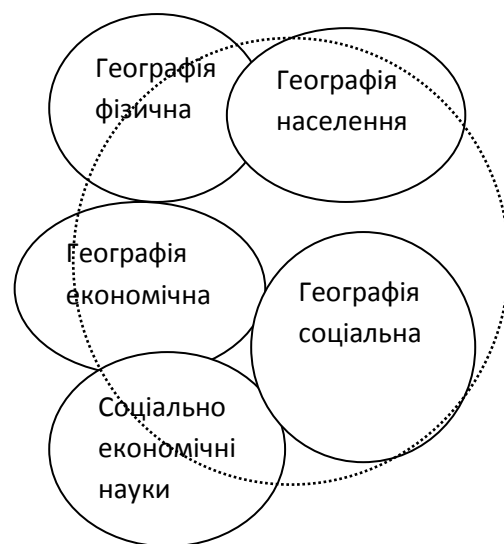 Географія
фізична
Географія
населення
Географія
економічна
Географія
соціальна
Соціально
економічні
науки